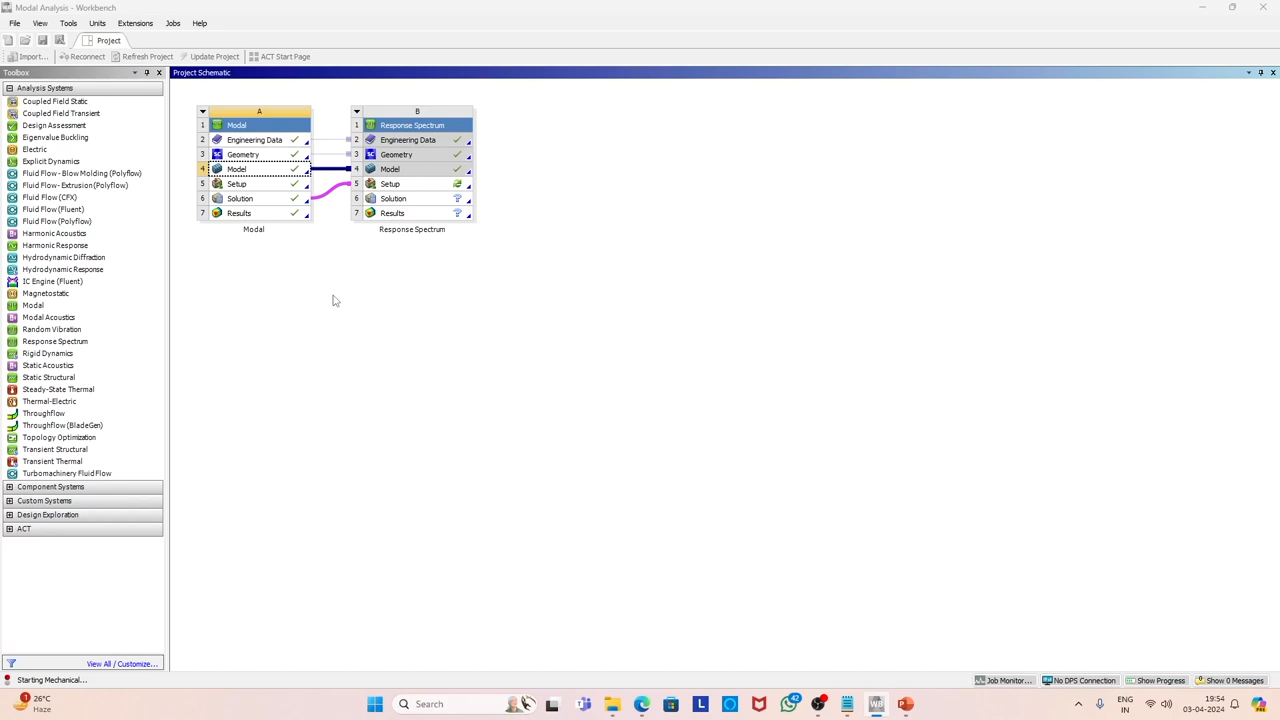 Modal Analysis - Workbench
File View Tools Units Extensions Jobs Help
Project
Import... Reconnect Refresh Project Update Project ACT Start Page
Toolbox
Project Schematic
Analysis Systems
Coupled Field Static
Coupled Field Transient
Design Assessment
Eigenvalue Buckling
Electric
Explicit Dynamics
Fluid Flow - Blow Molding (Polyflow)
Fluid Flow- Extrusion (Polyflow)
Fluid Flow (CFX)
Fluid Flow (Fluent)
Fluid Flow (Polyflow)
Harmonic Acoustics
Harmonic Response
Hydrodynamic Diffraction
Hydrodynamic Response
IC Engine (Fluent)
Magnetostatic
Modal
Modal Acoustics
Random Vibration
Response Spectrum
Rigid Dynamics
Static Acoustics
Static Structural
Steady-State Thermal
Thermal-Electric
Throughflow
Throughflow (BladeGen)
Topology Optimization
Transient Structural
Transient Thermal
Turbomachinery Fluid Flow
Component Systems
Custom Systems
Design Exploration
ACT
View All / Customize...
A
1 Modal
2 Engineering Data
3 Geometry
4 Model
5 Setup
6 Solution
7 Results
Modal
B
1 Response Spectrum
2 Engineering Data
3 Geometry
4 Model
5 Setup
6 Solution
7 Results
Response Spectrum
Starting Mechanical...
Job Monitor... No DPS Connection Show Progress Show 0 Messages
1 26°C
Haze
Search
42
ENG
IN
19:54
03-04-2024